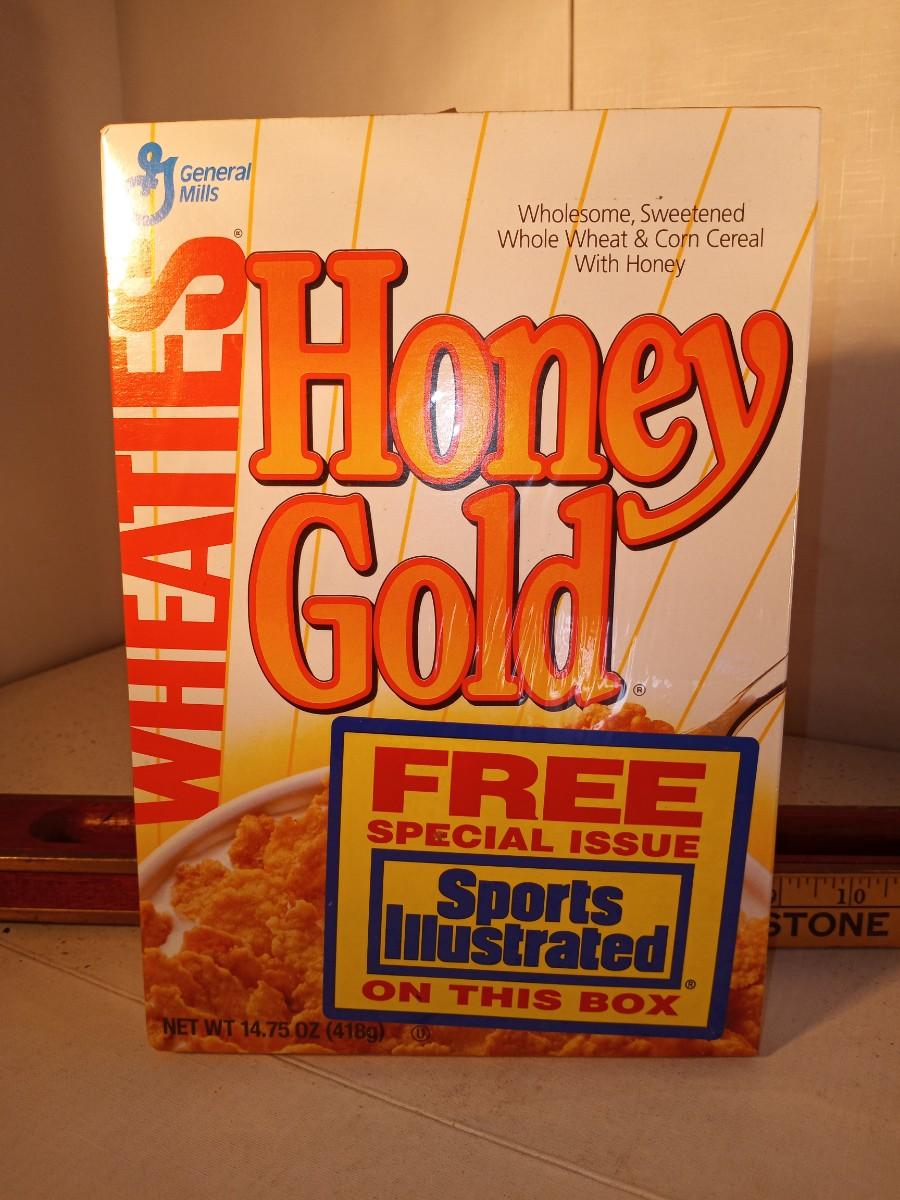 General
Mills
Wholesome, Sweetened
Whole Wheat & Corn Cereal
With Honey
WHEATIES®
Honey
Gold®
FREE
SPECIAL ISSUE
Sports
Illustrated®
ON THIS BOX
NET WT 14.75 OZ (418g) Ⓤ
10
STONE